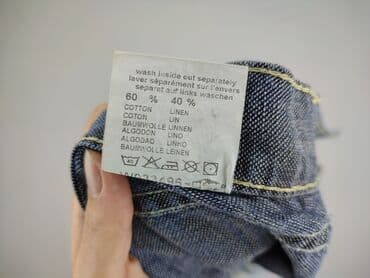 wash inside out separately
laver séparément sur l'envers
separat auf links waschen
60 % 40 %
COTTON LINEN
COTON LIN
BAUMWOLLE LINNEN
ALGODON LINO
ALGODAO LINHO
BAUMWOLLE LEINEN